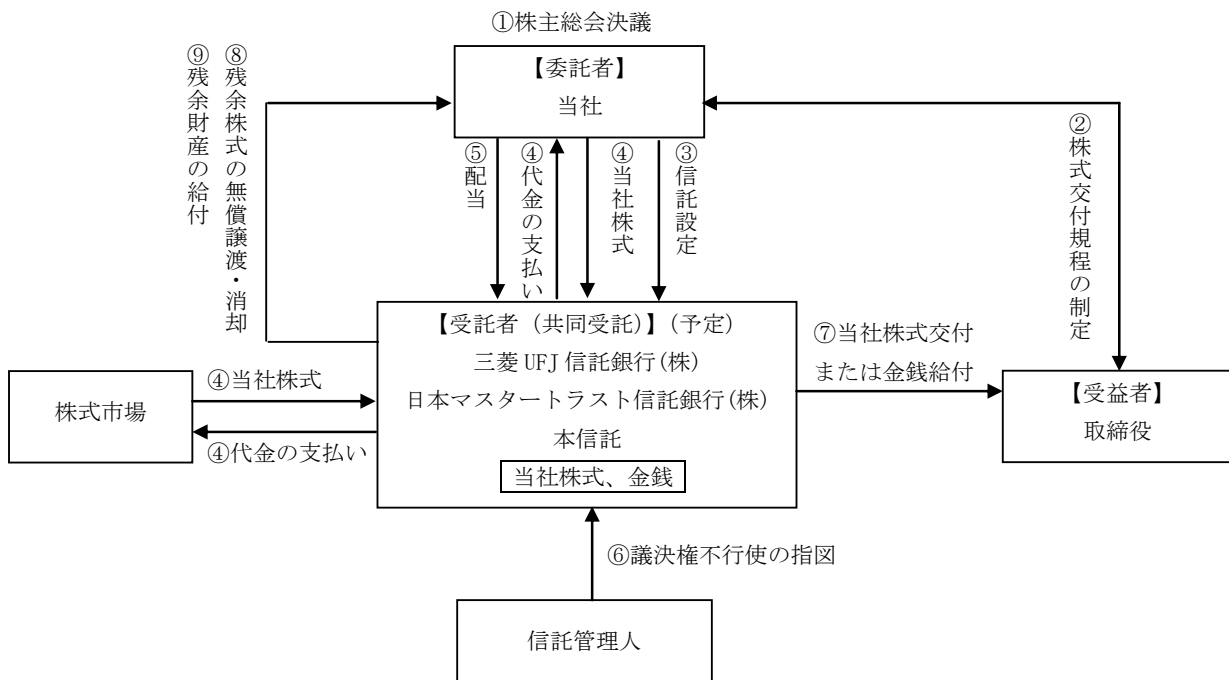 ①株主総会決議
【委託者】
当社
⑨残余財産の給付
⑧残余株式の無償譲渡・消却
⑤配当
④代金の支払い
④当社株式
③信託設定
②株式交付規程の制定
【受託者（共同受託）】(予定)
三菱 UFJ 信託銀行(株)
日本マスタートラスト信託銀行(株)
本信託
当社株式、金銭
株式市場
④当社株式
④代金の支払い
⑦当社株式交付
または金銭給付
【受益者】
取締役
⑥議決権不行使の指図
信託管理人